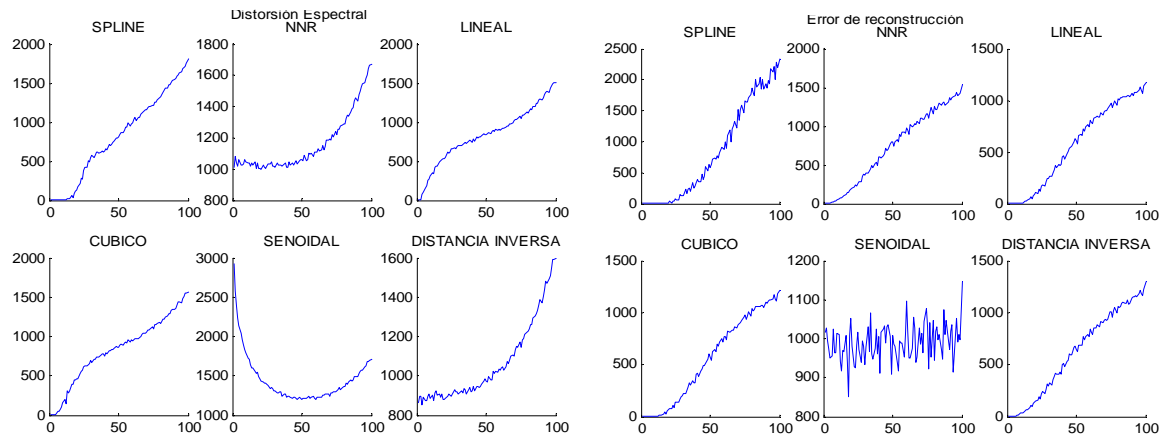 Distorsión Espectral
SPLINE NNR LINEAL
2000 1800 2000
1500 1600 1500
1400
1000 1000
1200
500 500
1000
0 800 0
0 50 100 0 50 100 0 50 100
CUBICO SENOIDAL DISTANCIA INVERSA
2000 3000 1600
2500
1500 1400
2000
1000 1200
500 1500 1000
0 1000 800
0 50 100 0 50 100 0 50 100
Error de reconstrucción
SPLINE NNR LINEAL
2500 2000 1500
2000 1500
1000
1500
1000
1000
500
500 500
0 0 0
0 50 100 0 50 100 0 50 100
CUBICO SENOIDAL DISTANCIA INVERSA
1500 1200 1500
1100
1000 1000
1000
500 500
900
0 800 0
0 50 100 0 50 100 0 50 100